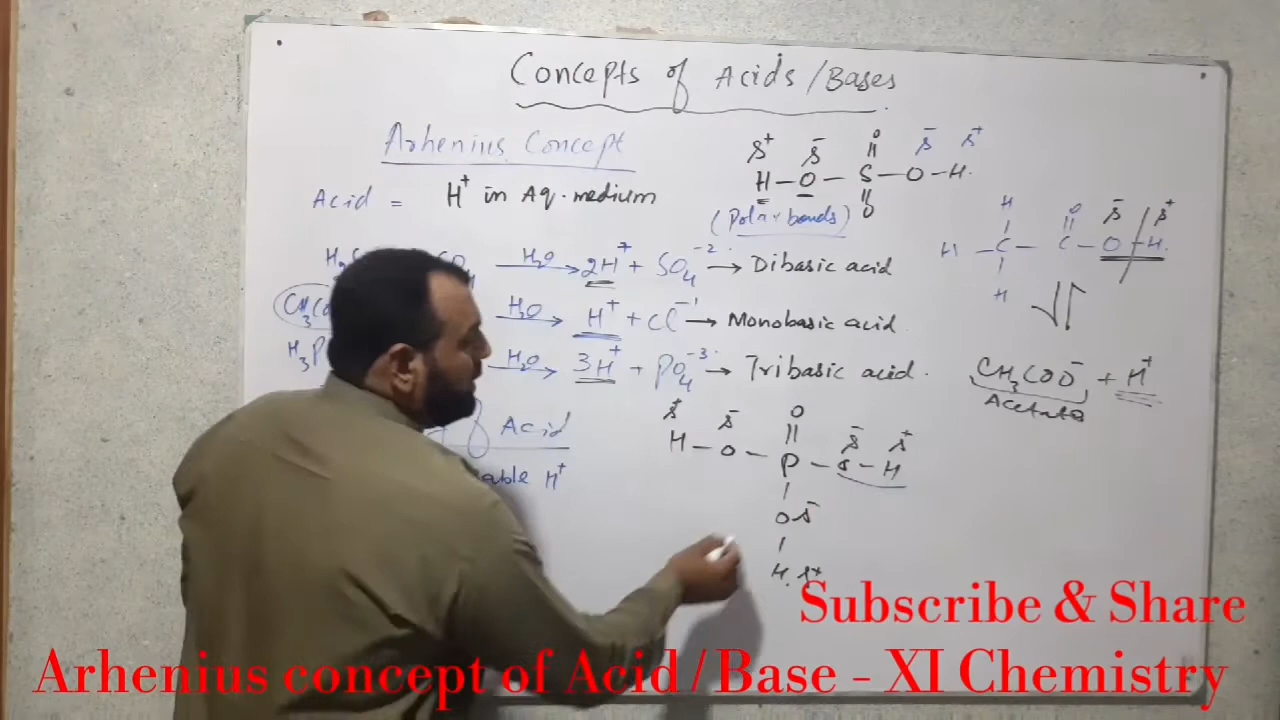 Concepts of Acids/Bases
Arhenius Concept
Acid = H⁺ in Aq. medium
H – O – S – O – H
δ⁺ δ⁻ δ⁻ δ⁺
O
O
(Polar bonds)
H₂O → 2H⁺ + SO₄⁻² → Dibasic acid
H₂O → H⁺ + Cl⁻¹ → Monobasic acid
H₂O → 3H⁺ + PO₄⁻³ → Tribasic acid.
of Acid
H⁺
H
H – C – C – O – H
O δ⁻ δ⁺
H
CH₃COO⁻ + H⁺
Acetate
O
H – O – P – O – H
δ⁺ δ⁻ δ⁻ δ⁺
O δ⁻
H δ⁺
Subscribe & Share
Arhenius concept of Acid/Base - XI Chemistry